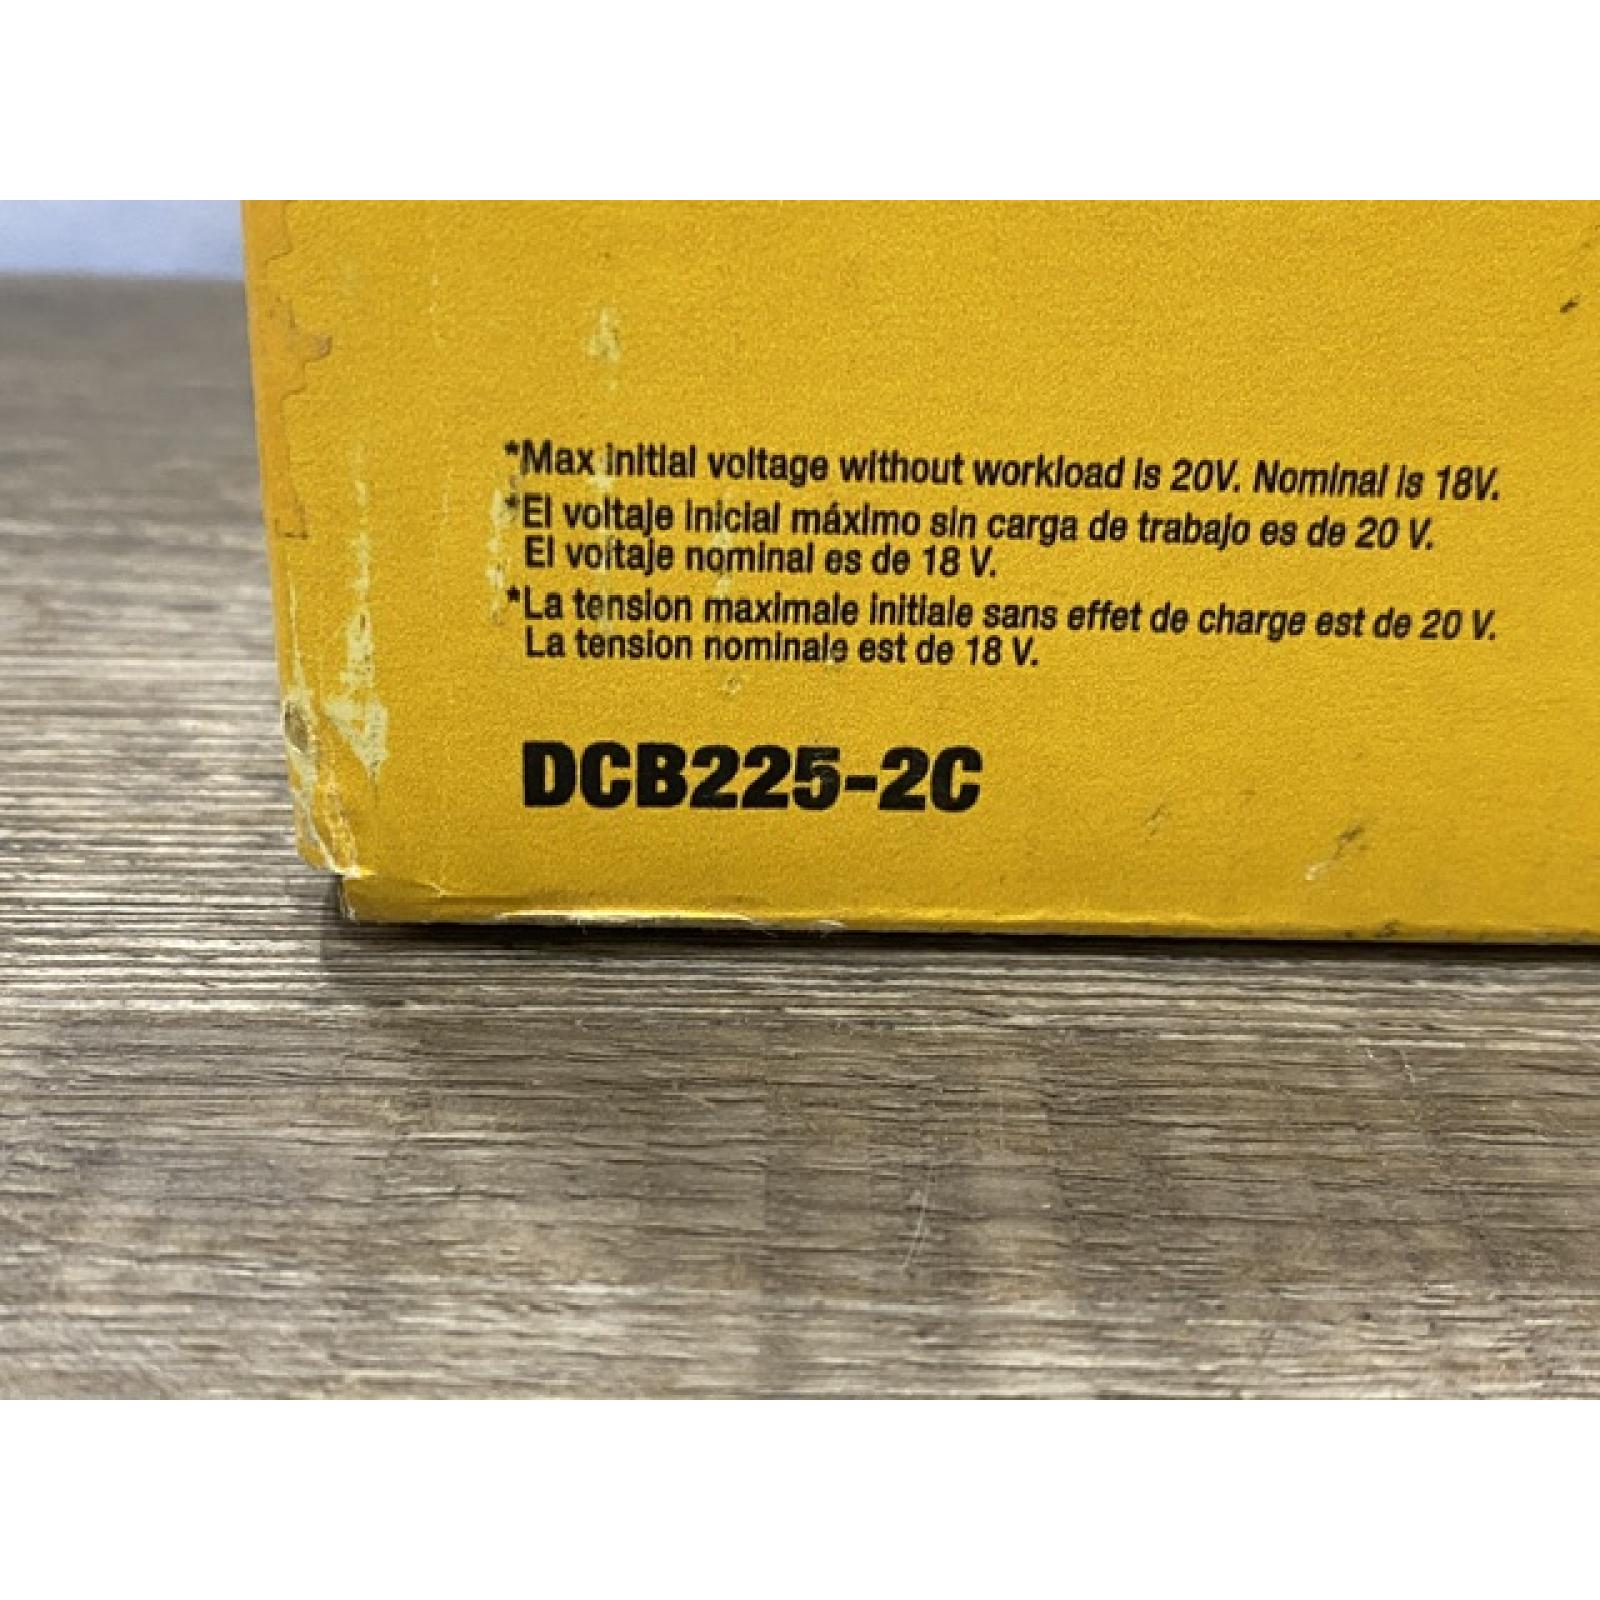 *Max initial voltage without workload is 20V. Nominal is 18V.
*El voltaje inicial máximo sin carga de trabajo es de 20 V.
El voltaje nominal es de 18 V.
*La tension maximale initiale sans effet de charge est de 20 V.
La tension nominale est de 18 V.
DCB225-2C